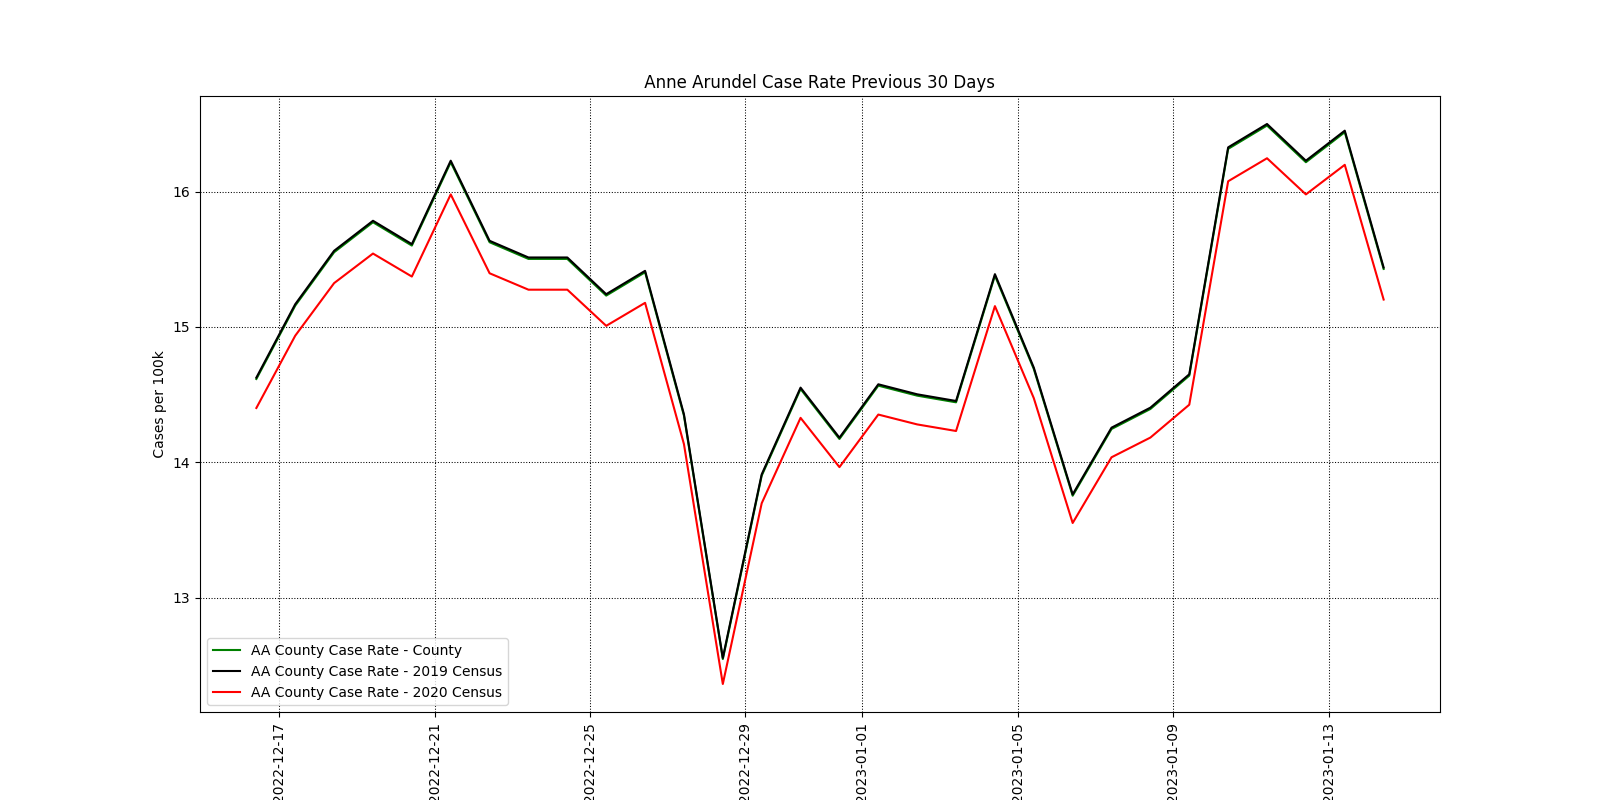 Anne Arundel Case Rate Previous 30 Days
Cases per 100k
16
15
14
13
AA County Case Rate - County
AA County Case Rate - 2019 Census
AA County Case Rate - 2020 Census
2022-12-17
2022-12-21
2022-12-25
2022-12-29
2023-01-01
2023-01-05
2023-01-09
2023-01-13